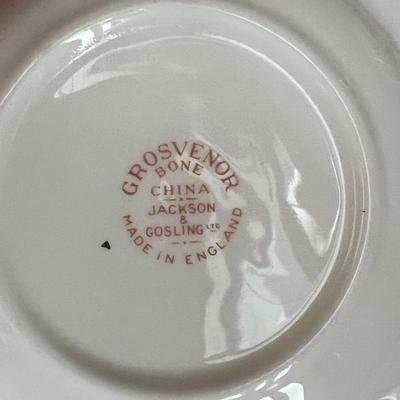 GROSVENOR
BONE
CHINA
JACKSON
&
GOSLING LTD
MADE IN ENGLAND